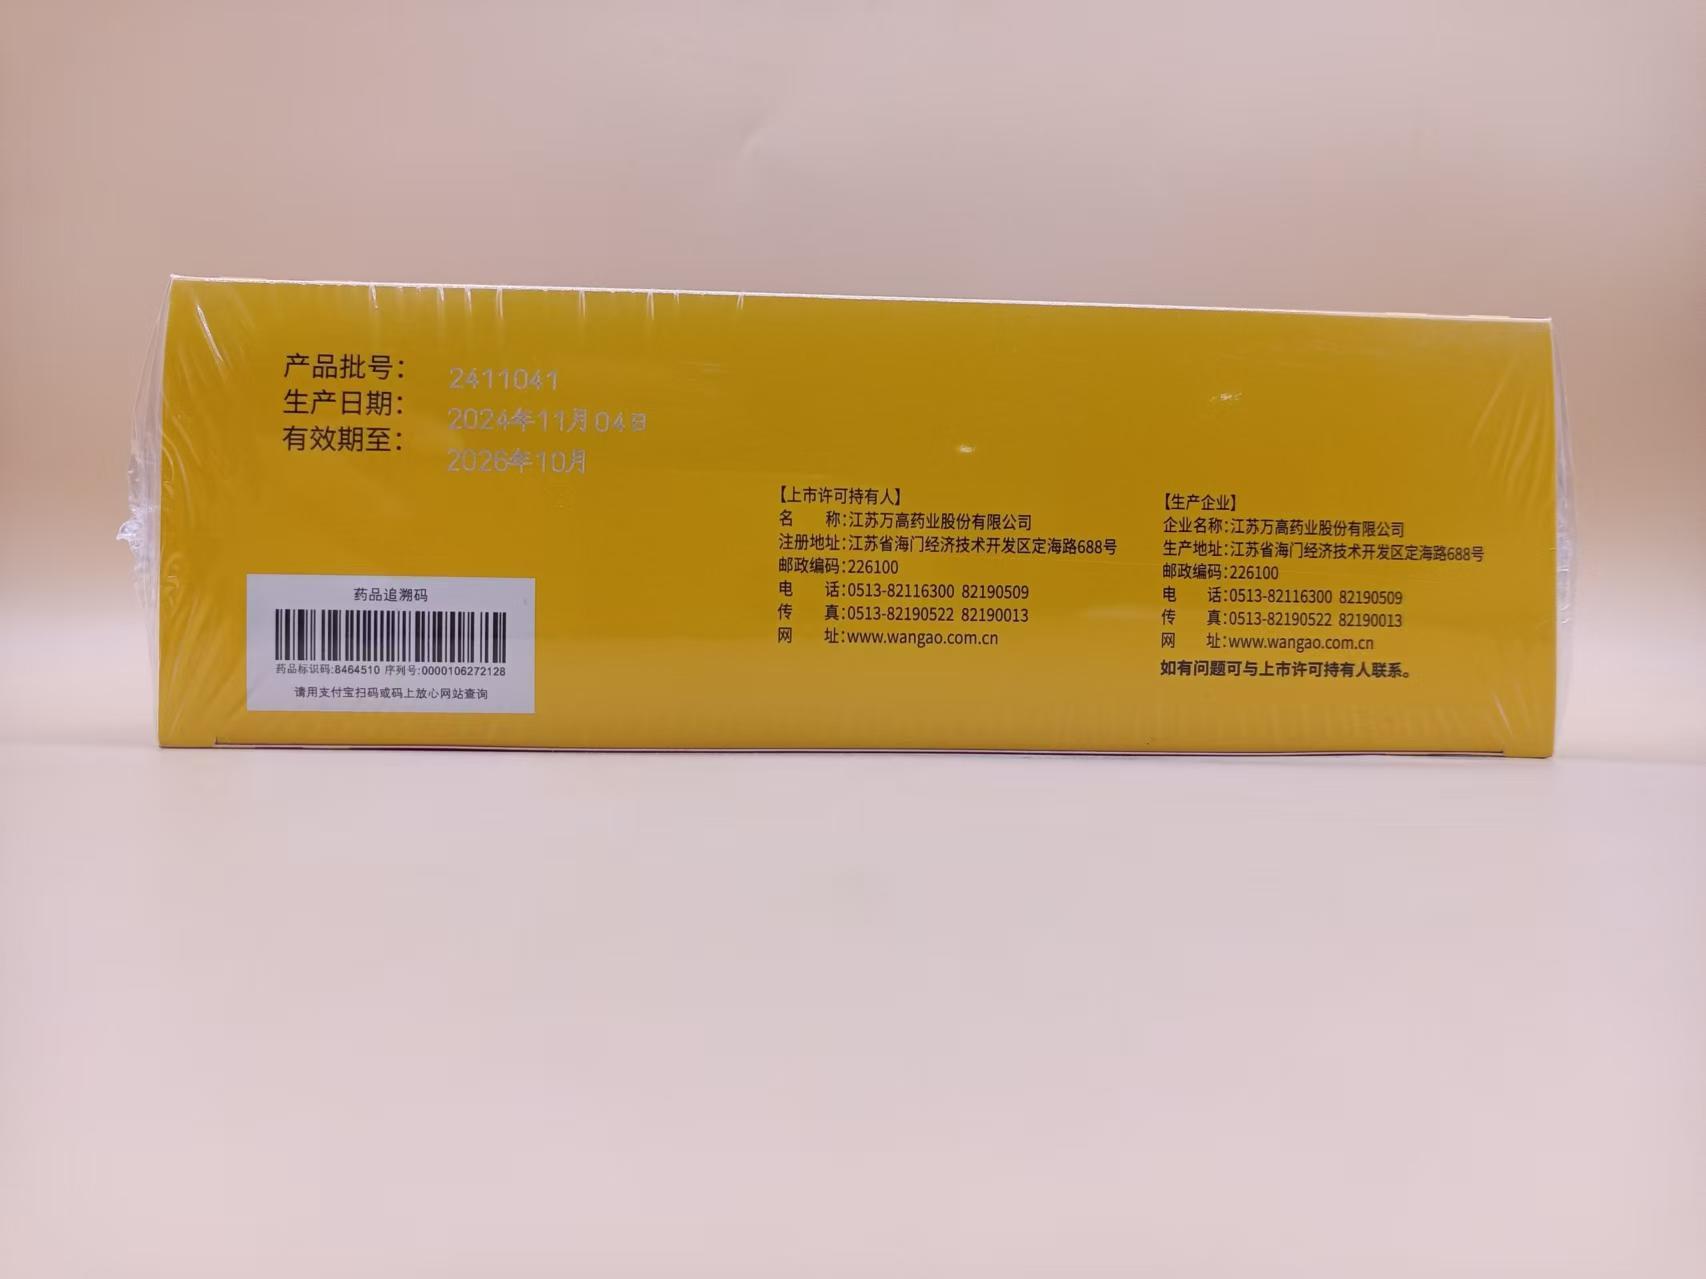 产品批号： 2411041
生产日期： 2024年11月04日
有效期至： 2026年10月
【上市许可持有人】
名　　称：江苏万高药业股份有限公司
注册地址：江苏省海门经济技术开发区定海路688号
邮政编码：226100
电　　话：0513-82116300 82190509
传　　真：0513-82190522 82190013
网　　址：www.wangao.com.cn
【生产企业】
企业名称：江苏万高药业股份有限公司
生产地址：江苏省海门经济技术开发区定海路688号
邮政编码：226100
电　　话：0513-82116300 82190509
传　　真：0513-82190522 82190013
网　　址：www.wangao.com.cn
如有问题可与上市许可持有人联系。
药品追溯码
药品标识码:8464510 序列号:0000106272128
请用支付宝扫码或码上放心网站查询